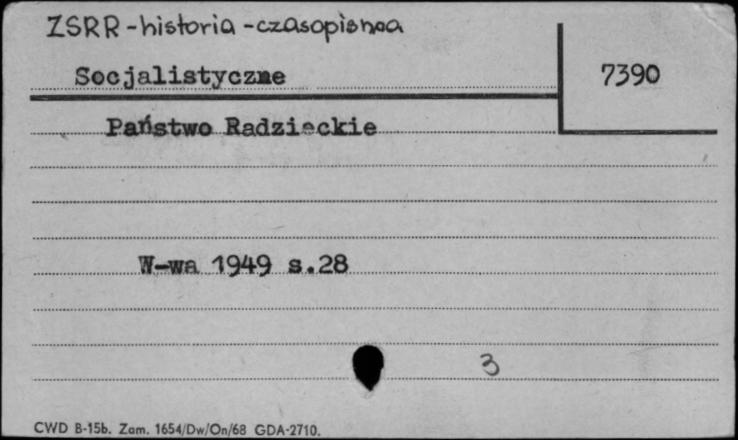 ZSRR - historia - czasopisma
Socjalistyczne
7390
Państwo Radzieckie
W-wa 1949 s.28
3
CWD B-15b. Zam. 1654/Dw/On/68 GDA-2710.